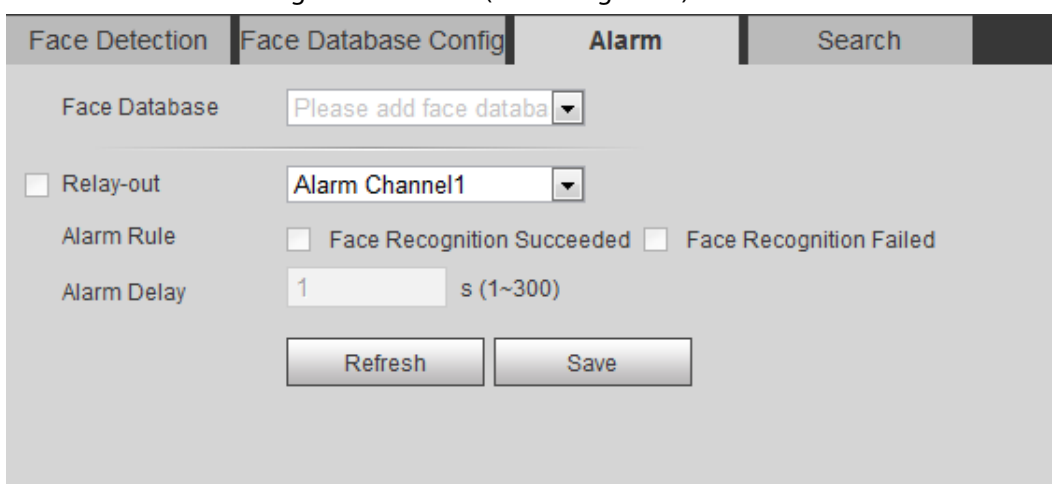 Face Detection Face Database Config Alarm Search
Face Database Please add face databa
Relay-out Alarm Channel1
Alarm Rule Face Recognition Succeeded Face Recognition Failed
Alarm Delay 1 s (1~300)
Refresh Save